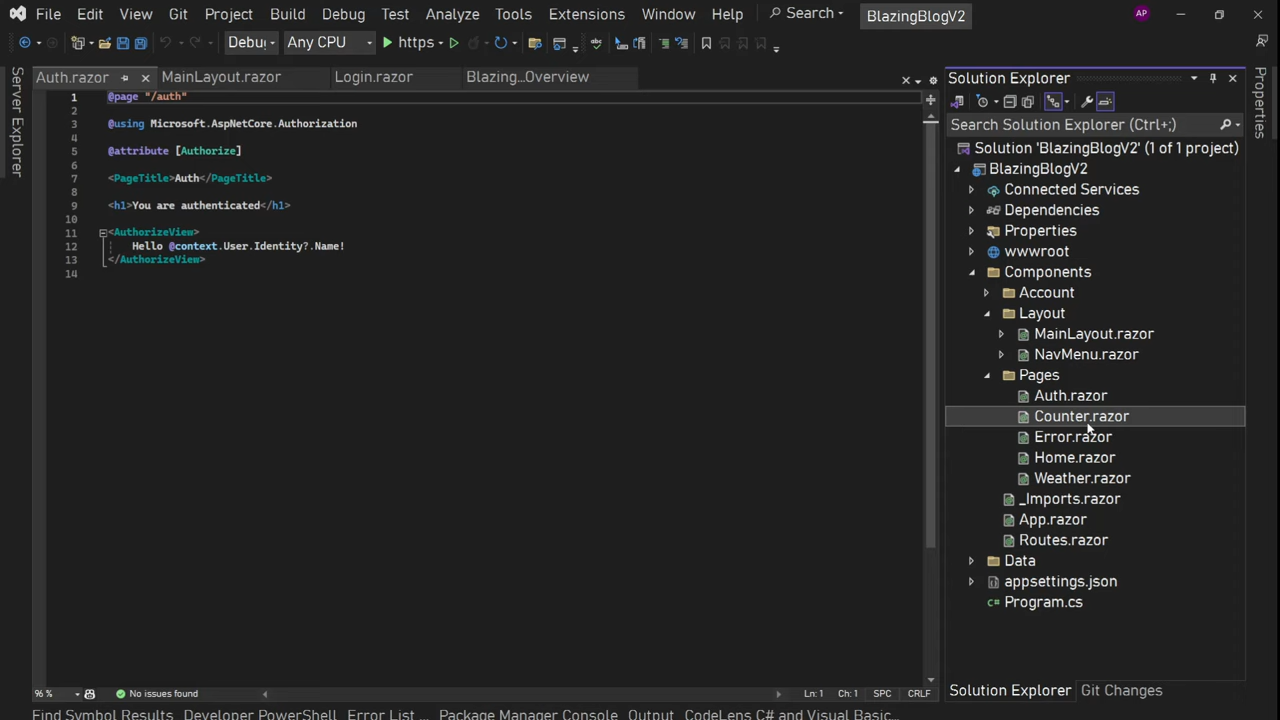 File Edit View Git Project Build Debug Test Analyze Tools Extensions Window Help Search BlazingBlogV2 AP
Debug Any CPU https
Server Explorer
Auth.razor MainLayout.razor Login.razor Blazing...Overview
1 @page "/auth"
2
3 @using Microsoft.AspNetCore.Authorization
4
5 @attribute [Authorize]
6
7 <PageTitle>Auth</PageTitle>
8
9 <h1>You are authenticated</h1>
10
11 <AuthorizeView>
12 Hello @context.User.Identity?.Name!
13 </AuthorizeView>
14
96 % No issues found Ln: 1 Ch: 1 SPC CRLF
Solution Explorer
Search Solution Explorer (Ctrl+;)
Solution 'BlazingBlogV2' (1 of 1 project)
BlazingBlogV2
Connected Services
Dependencies
Properties
wwwroot
Components
Account
Layout
MainLayout.razor
NavMenu.razor
Pages
Auth.razor
Counter.razor
Error.razor
Home.razor
Weather.razor
_Imports.razor
App.razor
Routes.razor
Data
appsettings.json
Program.cs
Solution Explorer Git Changes
Properties
Find Symbol Results Developer PowerShell Error List ... Package Manager Console Output CodeLens C# and Visual Basic...